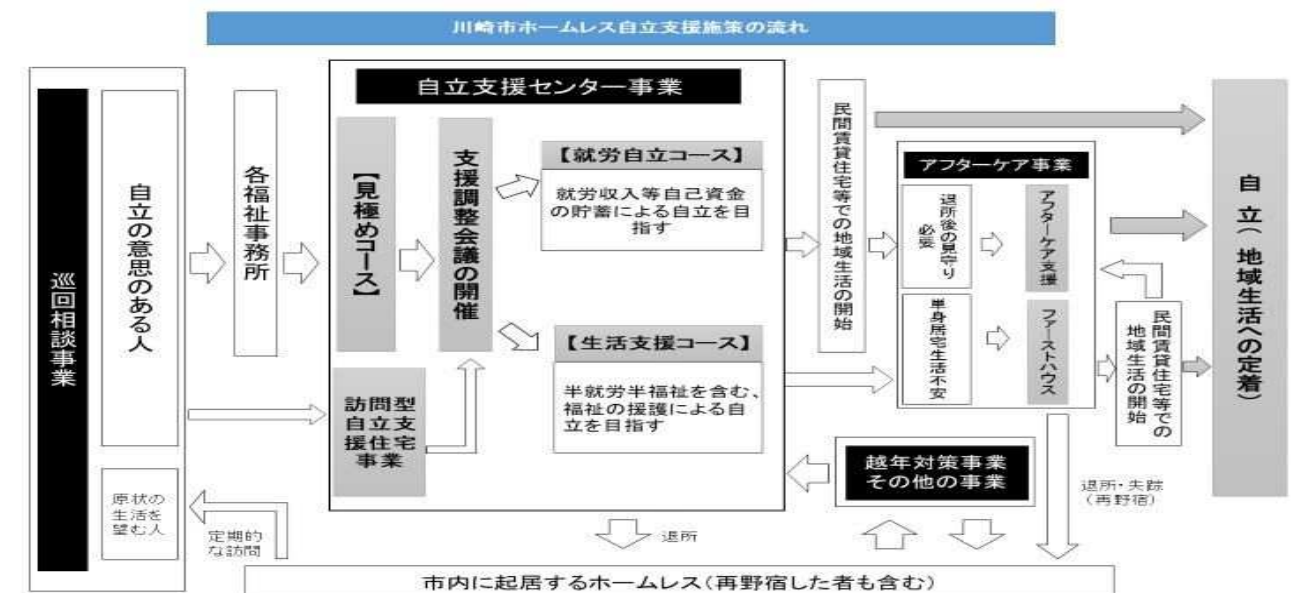 川崎市ホームレス自立支援施策の流れ
巡回相談事業
自立の意思のある人
原状の
生活を
望む人
各福祉事務所
自立支援センター事業
【見極めコース】
支援調整会議の開催
【就労自立コース】
就労収入等自己資金
の貯蓄による自立を目
指す
【生活支援コース】
半就労半福祉を含む、
福祉の援護による自
立を目指す
訪問型
自立支
援住宅
事業
民間賃貸住宅等での地域生活の開始
アフターケア事業
退所後の見守り
必要
アフターケア支援
単身居宅生活不安
ファーストハウス
民間賃貸住宅等での
地域生活の開始
自立(地域生活への定着)
越年対策事業
その他の事業
退所・失踪
(再野宿)
定期的
な訪問
退所
市内に起居するホームレス(再野宿した者も含む)